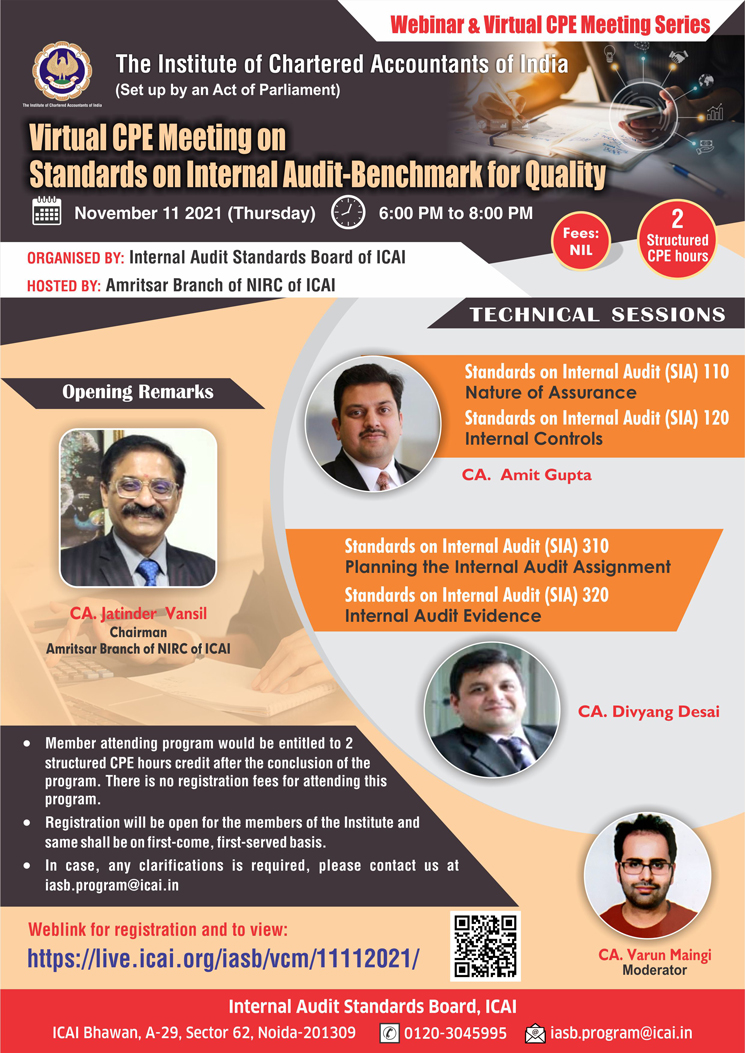 Webinar & Virtual CPE Meeting Series
The Institute of Chartered Accountants of India
The Institute of Chartered Accountants of India
(Set up by an Act of Parliament)
Virtual CPE Meeting on
Standards on Internal Audit-Benchmark for Quality
November 11 2021 (Thursday) 6:00 PM to 8:00 PM
Fees:
NIL
2
Structured
CPE hours
ORGANISED BY: Internal Audit Standards Board of ICAI
HOSTED BY: Amritsar Branch of NIRC of ICAI
TECHNICAL SESSIONS
Standards on Internal Audit (SIA) 110
Nature of Assurance
Standards on Internal Audit (SIA) 120
Internal Controls
CA. Amit Gupta
Opening Remarks
CA. Jatinder Vansil
Chairman
Amritsar Branch of NIRC of ICAI
Standards on Internal Audit (SIA) 310
Planning the Internal Audit Assignment
Standards on Internal Audit (SIA) 320
Internal Audit Evidence
CA. Divyang Desai
• Member attending program would be entitled to 2
structured CPE hours credit after the conclusion of the
program. There is no registration fees for attending this
program.
• Registration will be open for the members of the Institute and
same shall be on first-come, first-served basis.
• In case, any clarifications is required, please contact us at
iasb.program@icai.in
CA. Varun Maingi
Moderator
Weblink for registration and to view:
https://live.icai.org/iasb/vcm/11112021/
Internal Audit Standards Board, ICAI
ICAI Bhawan, A-29, Sector 62, Noida-201309 0120-3045995 iasb.program@icai.in